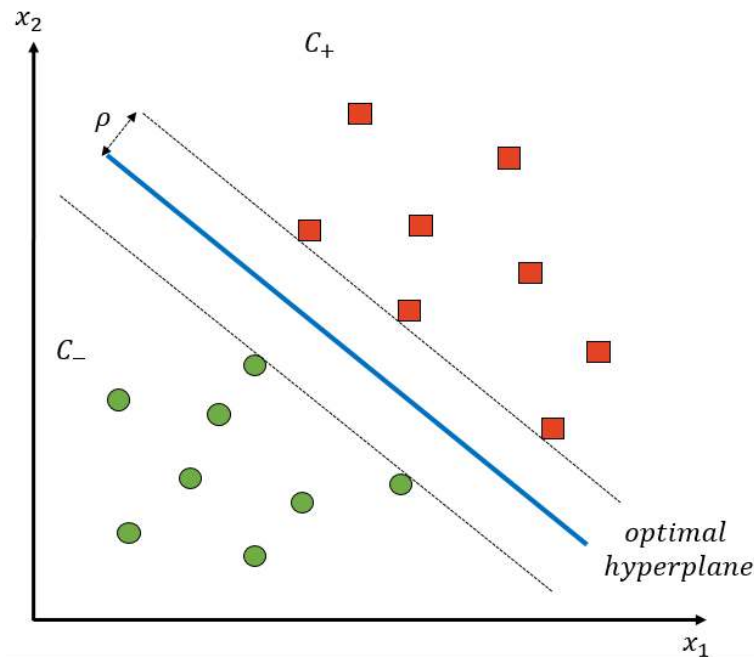 x₂
C₊
ρ
C₋
optimal
hyperplane
x₁